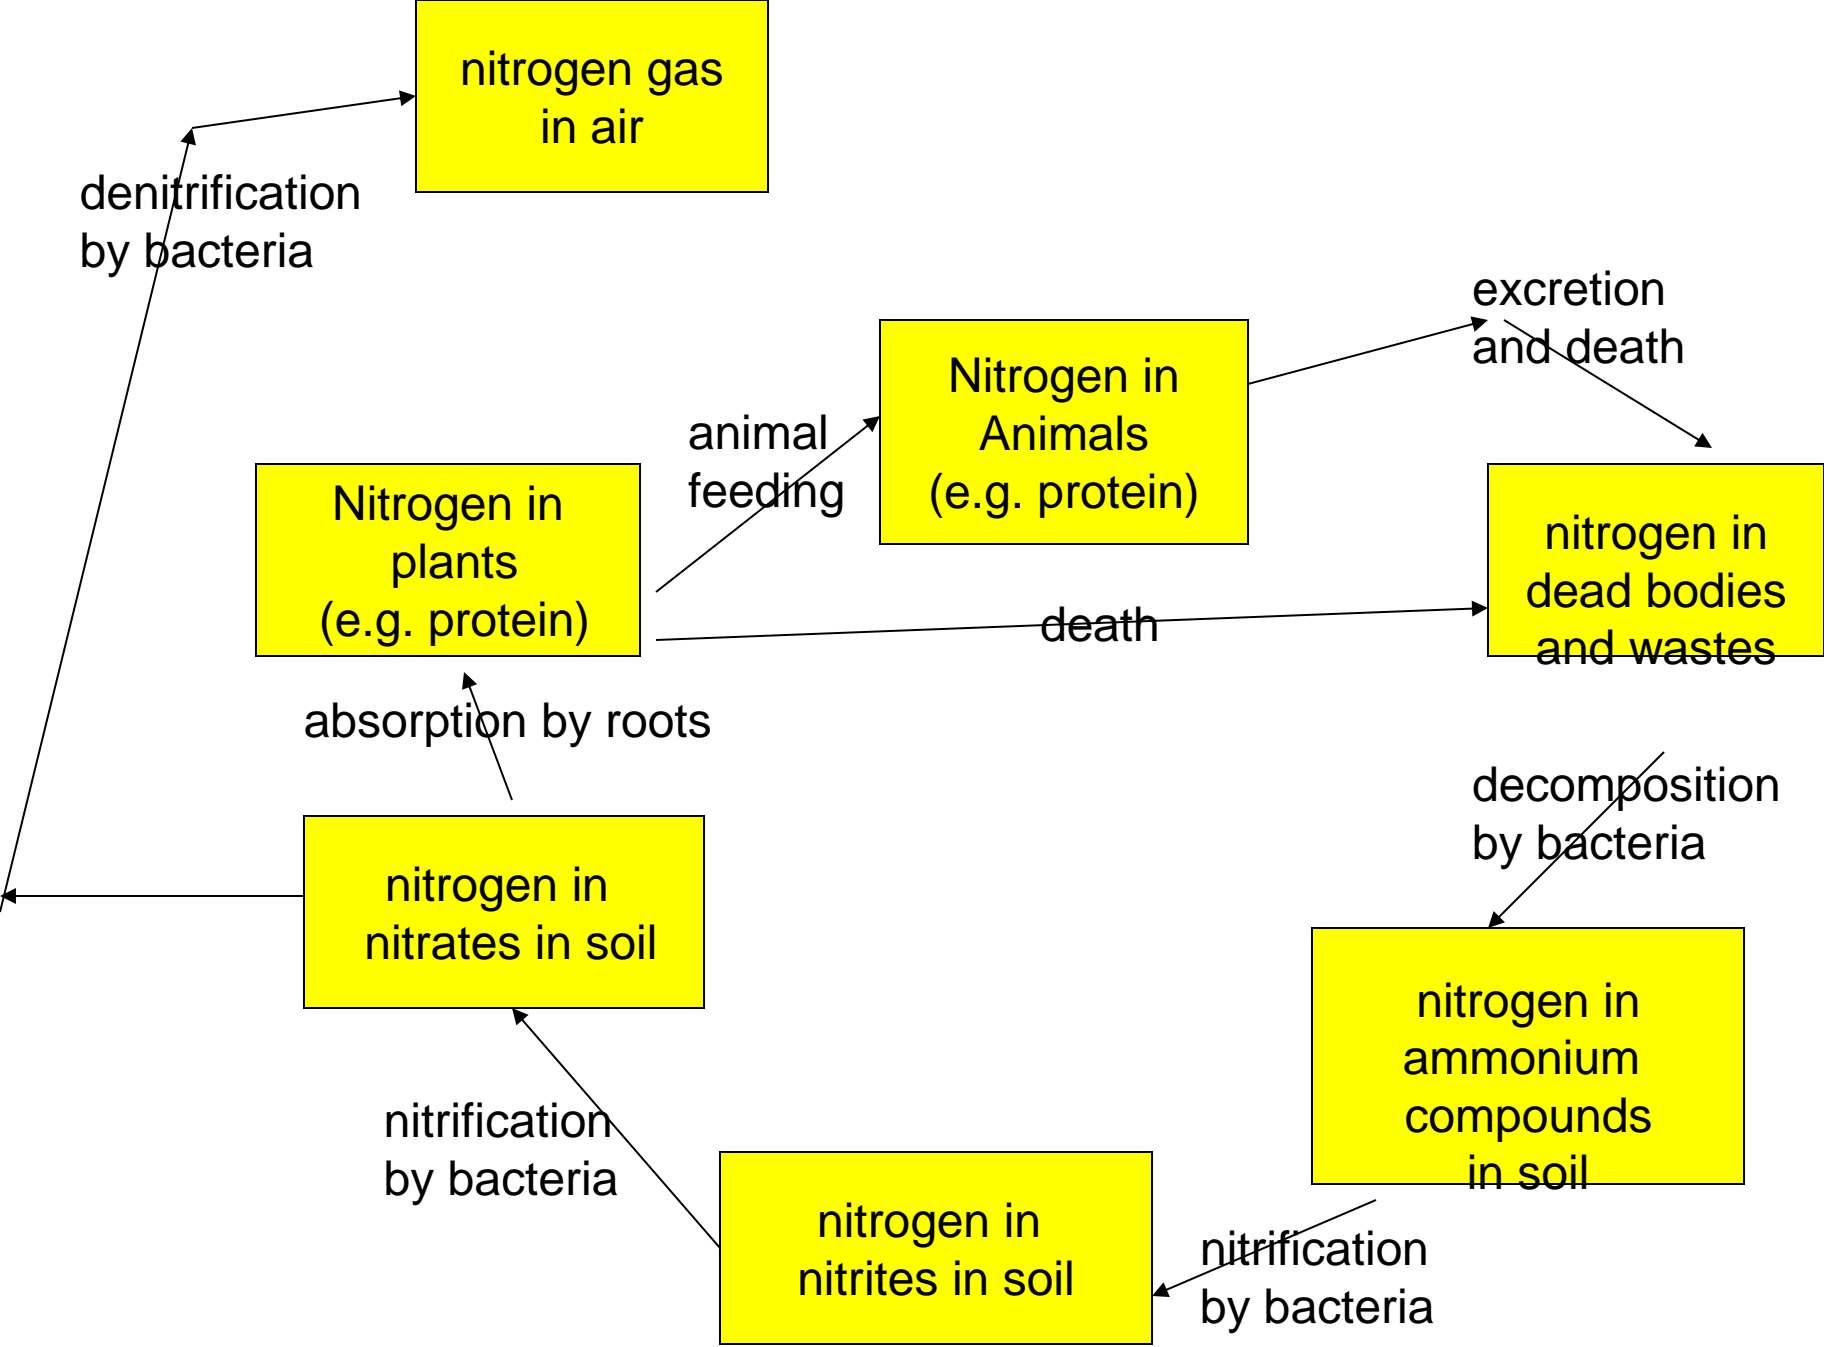 nitrogen gas
in air
denitrification
by bacteria
excretion
and death
Nitrogen in
Animals
(e.g. protein)
animal
feeding
Nitrogen in
plants
(e.g. protein)
nitrogen in
dead bodies
and wastes
death
absorption by roots
decomposition
by bacteria
nitrogen in
nitrates in soil
nitrogen in
ammonium
compounds
in soil
nitrification
by bacteria
nitrogen in
nitrites in soil
nitrification
by bacteria